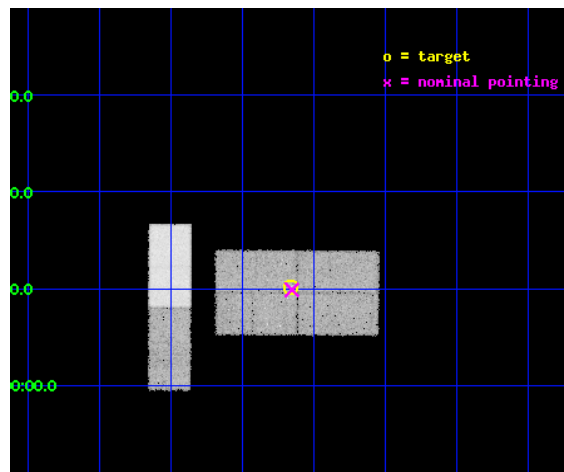 o = target
x = nominal pointing
0.0
0.0
0.0
0:00.0